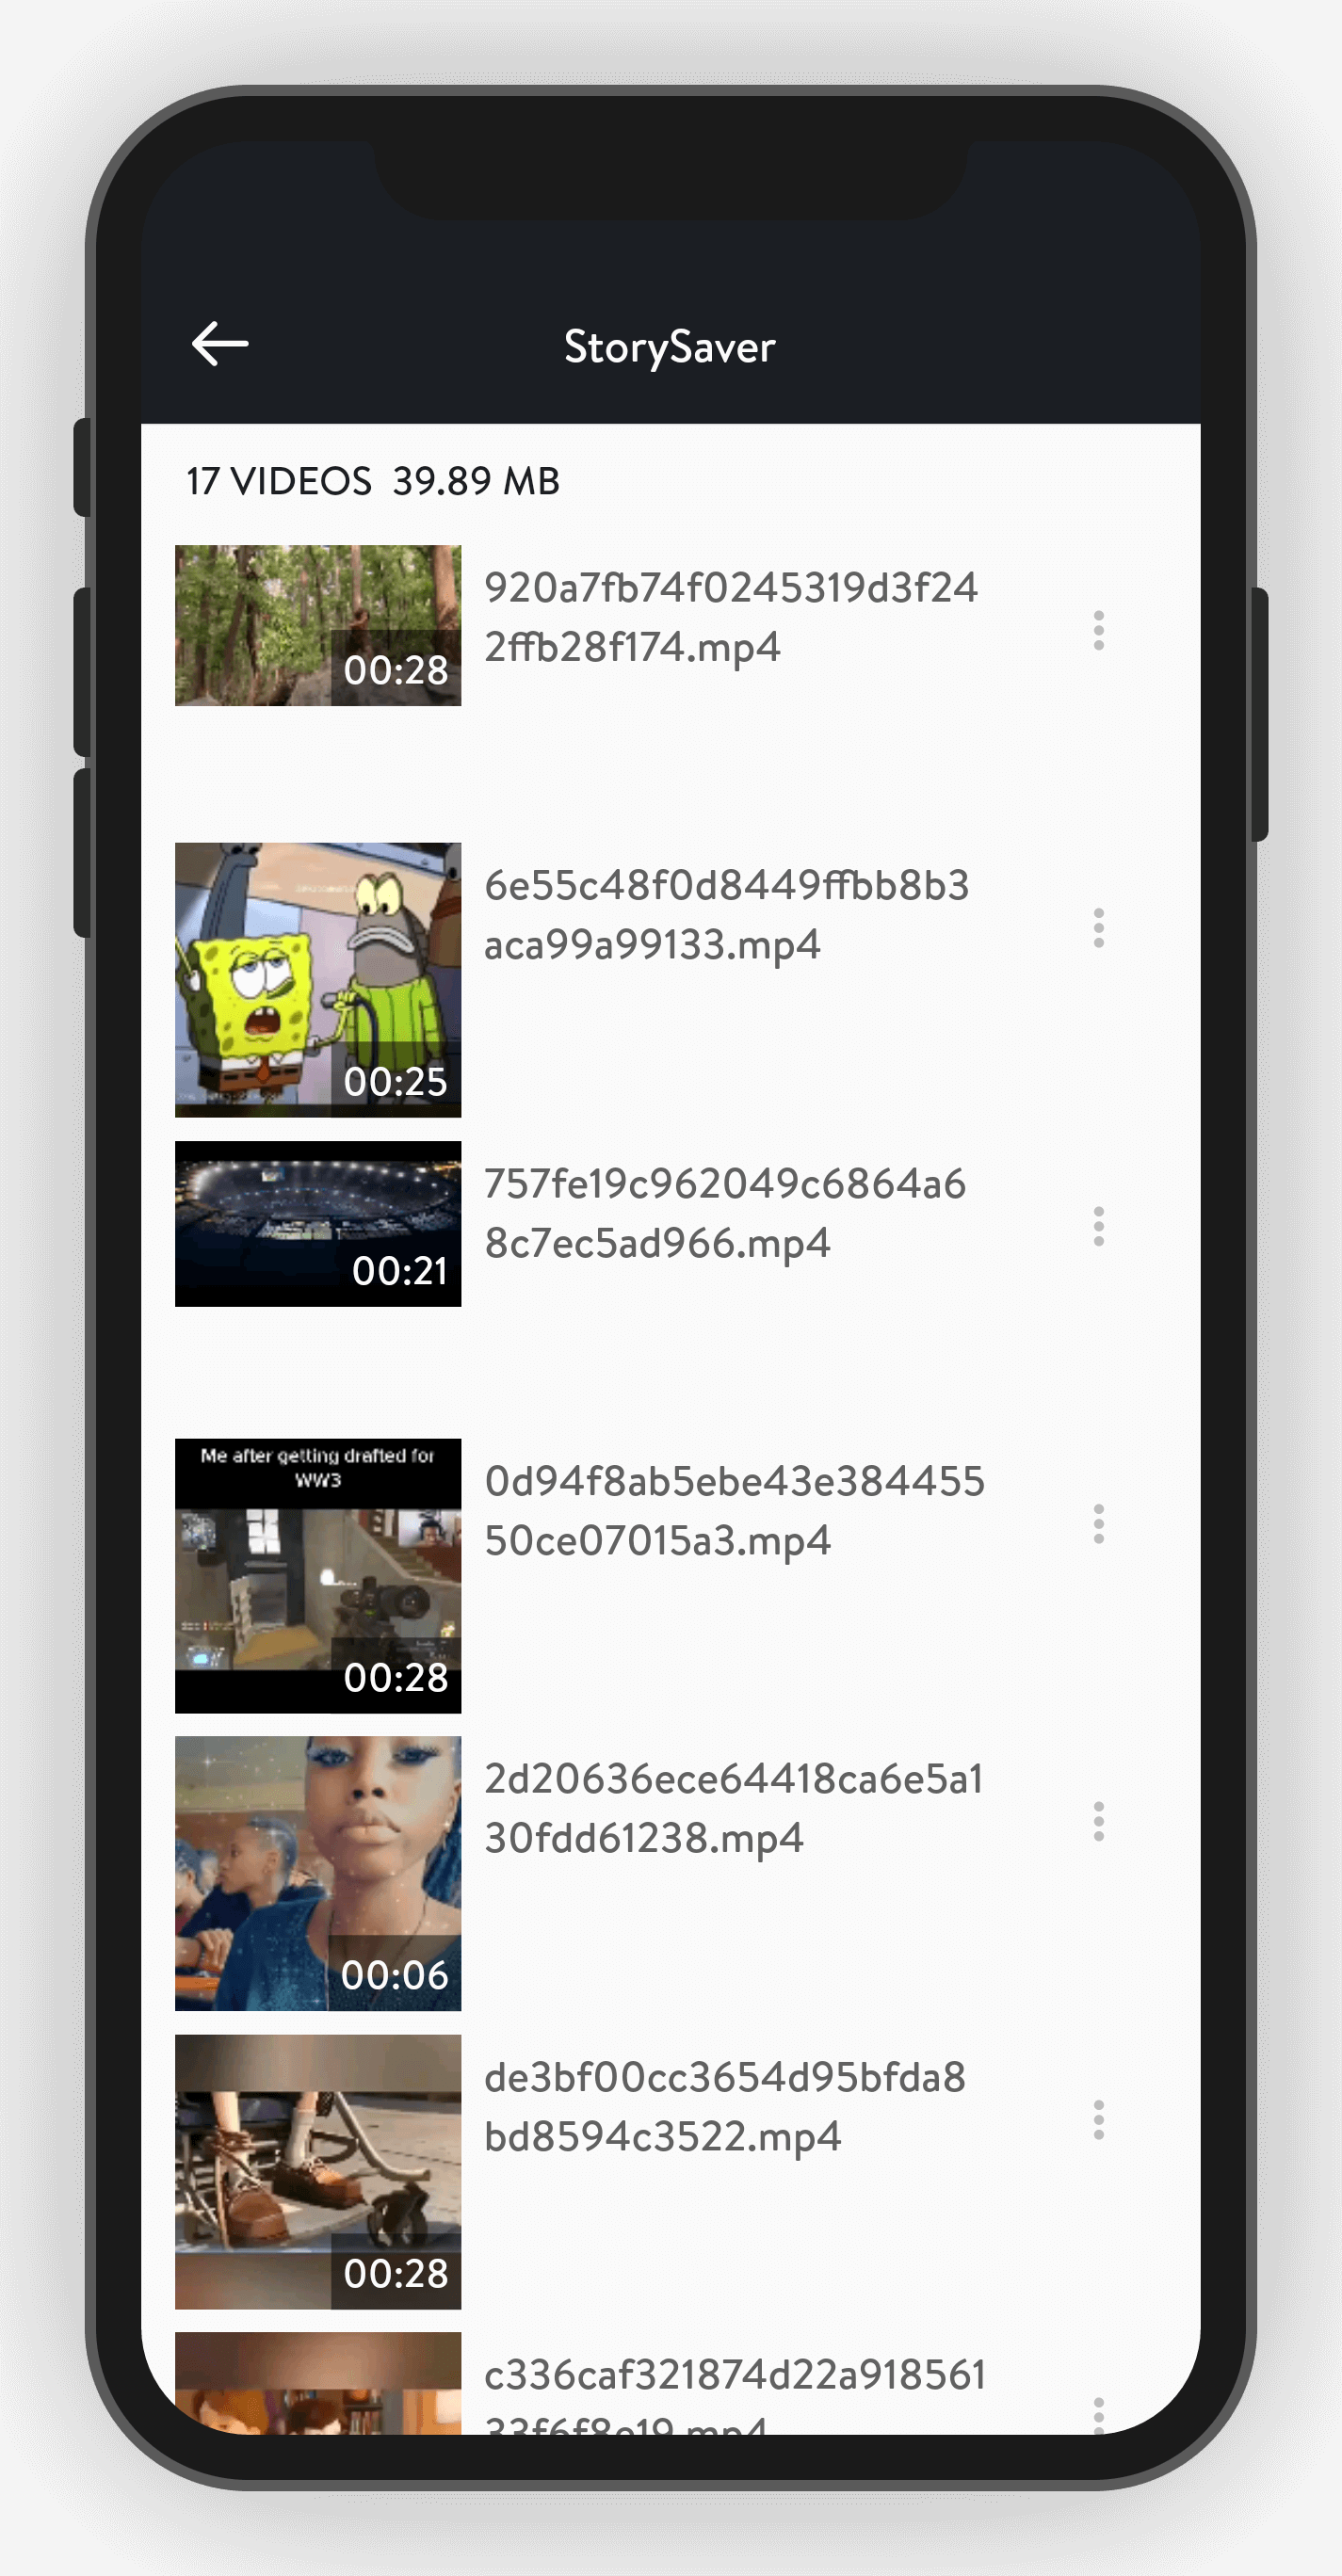 StorySaver
17 VIDEOS 39.89 MB
00:28
920a7fb74f0245319d3f24
2ffb28f174.mp4
00:25
6e55c48f0d8449ffbb8b3
aca99a99133.mp4
00:21
757fe19c962049c6864a6
8c7ec5ad966.mp4
Me after getting drafted for
WW3
00:28
0d94f8ab5ebe43e384455
50ce07015a3.mp4
00:06
2d20636ece64418ca6e5a1
30fdd61238.mp4
00:28
de3bf00cc3654d95bfda8
bd8594c3522.mp4
c336caf321874d22a918561
33f6f8e19.mp4